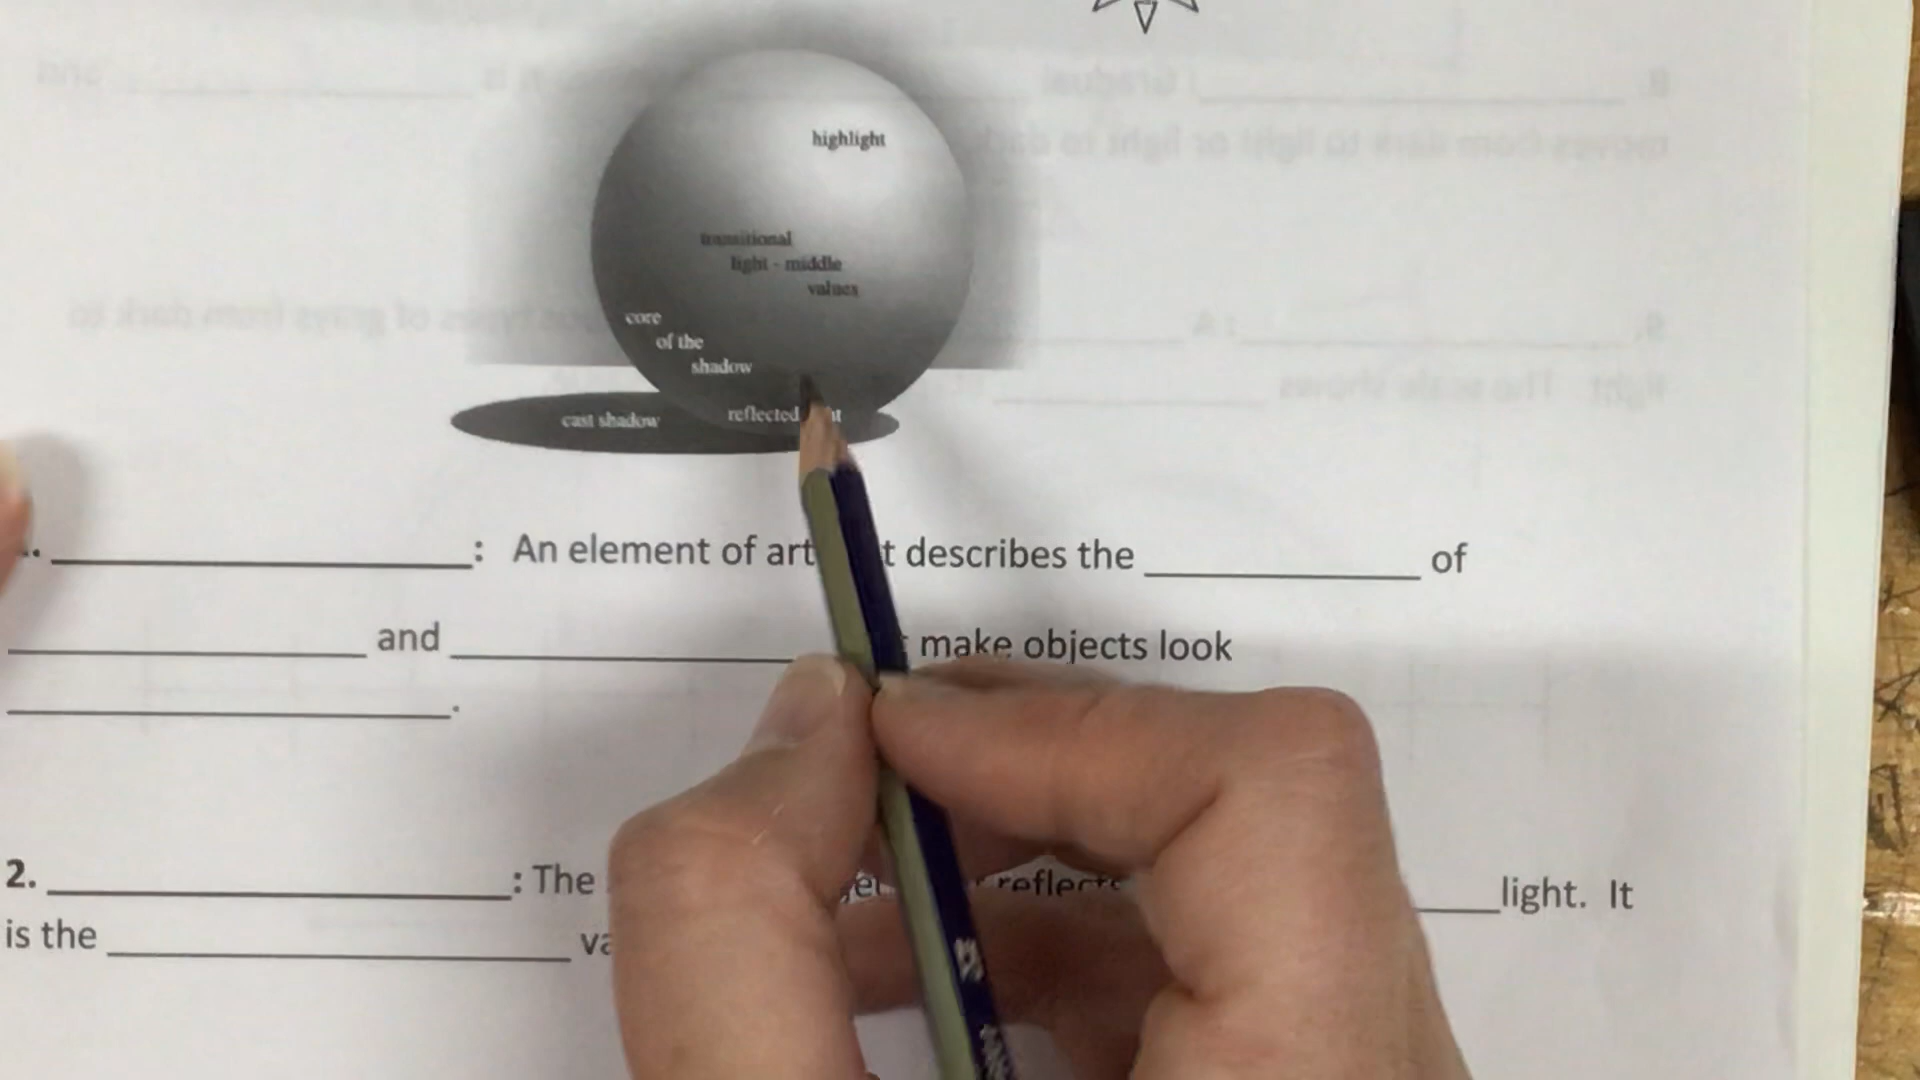 highlight
transitional
light - middle
values
core
of the
shadow
cast shadow reflected
: An element of art describes the of
and make objects look
.
2. : The reflects light. It
is the